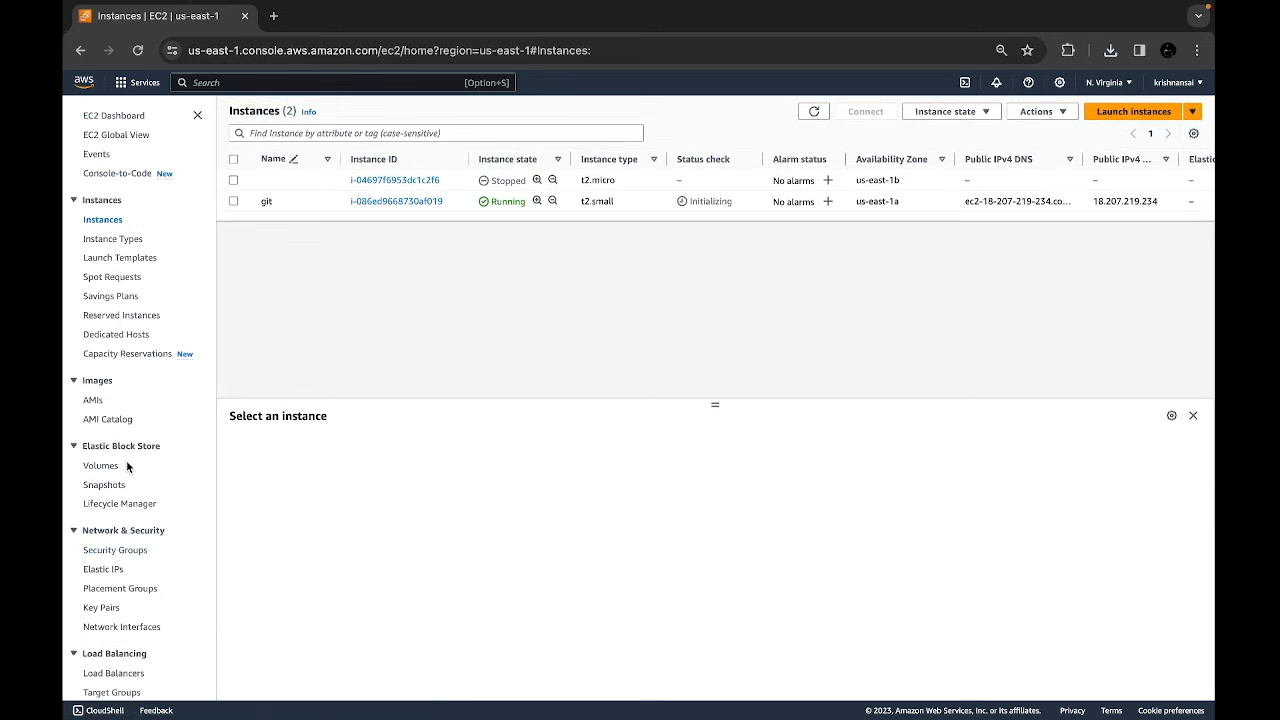 Instances | EC2 | us-east-1
us-east-1.console.aws.amazon.com/ec2/home?region=us-east-1#Instances:
aws Services Search [Option+S] N. Virginia krishnansai
EC2 Dashboard
EC2 Global View
Events
Console-to-Code New
Instances
Instances
Instance Types
Launch Templates
Spot Requests
Savings Plans
Reserved Instances
Dedicated Hosts
Capacity Reservations New
Images
AMIs
AMI Catalog
Elastic Block Store
Volumes
Snapshots
Lifecycle Manager
Network & Security
Security Groups
Elastic IPs
Placement Groups
Key Pairs
Network Interfaces
Load Balancing
Load Balancers
Target Groups
Instances (2) Info Connect Instance state Actions Launch instances
Find Instance by attribute or tag (case-sensitive) 1
Name Instance ID Instance state Instance type Status check Alarm status Availability Zone Public IPv4 DNS Public IPv4 ... Elastic
i-04697f6953dc1c2f6 Stopped t2.micro – No alarms + us-east-1b – – –
git i-086ed9668730af019 Running t2.small Initializing No alarms + us-east-1a ec2-18-207-219-234.co... 18.207.219.234 –
Select an instance
CloudShell Feedback © 2023, Amazon Web Services, Inc. or its affiliates. Privacy Terms Cookie preferences